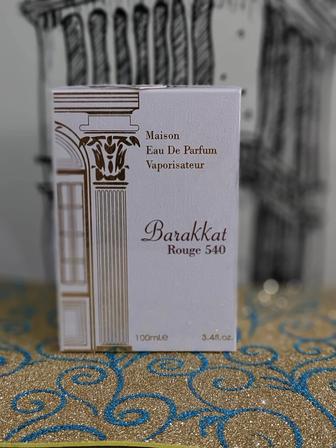 Maison
Eau De Parfum
Vaporisateur
Barakkat
Rouge 540
100ml.e 3.4fl.oz.